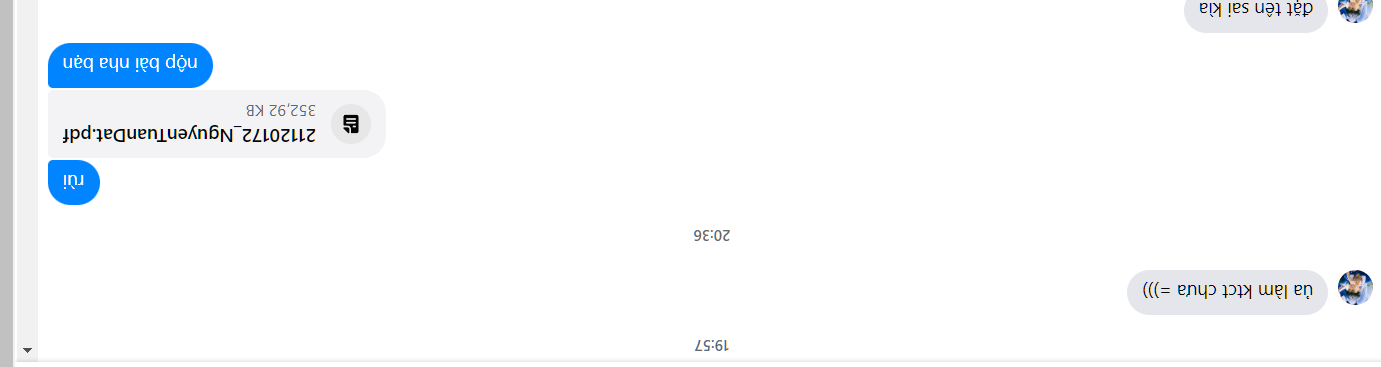 19:57
ủa làm ktct chưa =)))
20:36
rùi
21120172_NguyenTuanDat.pdf
352,92 KB
nộp bài nha bạn
đặt tên sai kìa